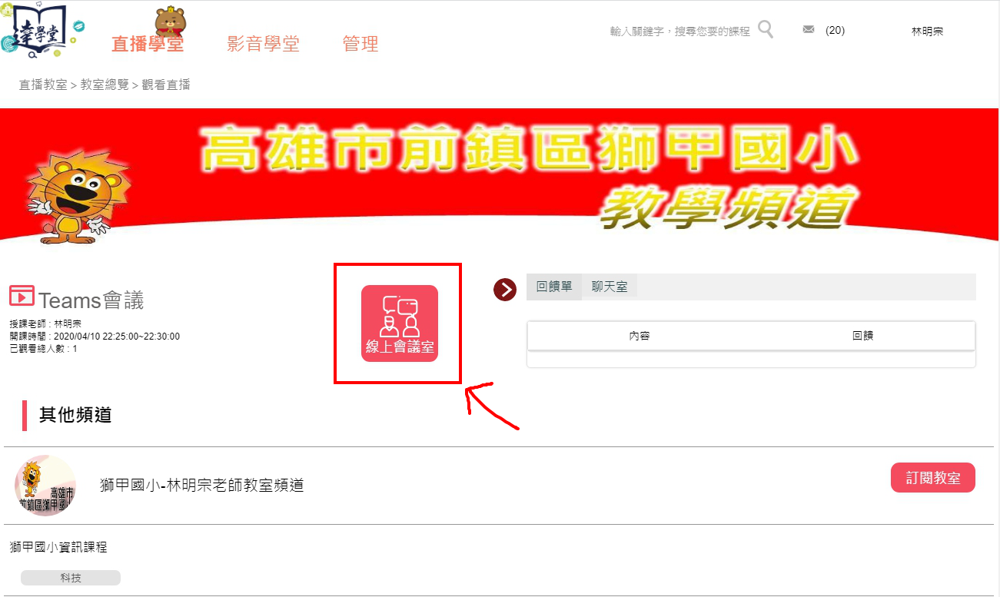 達學堂
直播學堂 影音學堂 管理
輸入關鍵字，搜尋您要的課程
(20)
林明宗
直播教室 > 教室總覽 > 觀看直播
高雄市前鎮區獅甲國小
教學頻道
Teams會議
授課老師 : 林明宗
開課時間 : 2020/04/10 22:25:00~22:30:00
已觀看總人數 : 1
線上會議室
回饋單 聊天室
內容 回饋
其他頻道
高雄市
前鎮區獅甲國小
獅甲國小-林明宗老師教室頻道
訂閱教室
獅甲國小資訊課程
科技